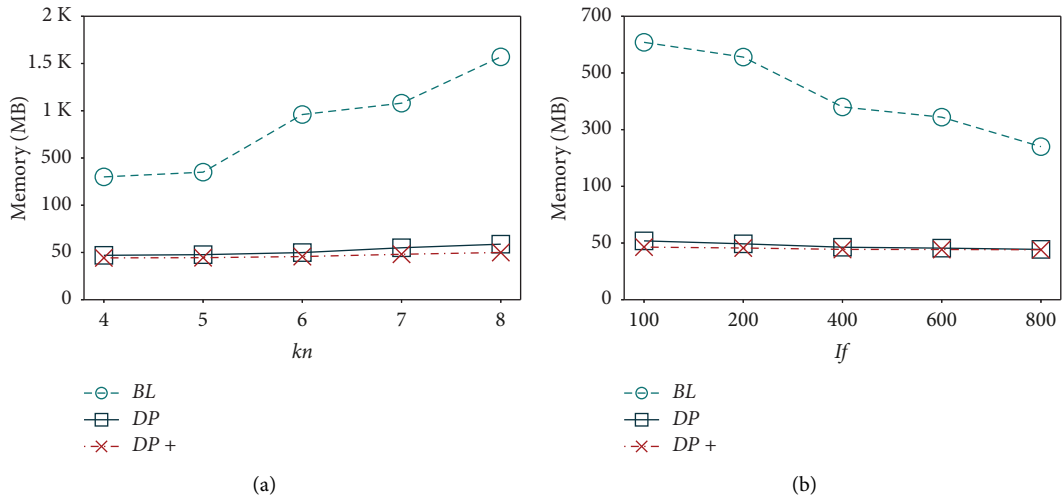 2 K
1.5 K
1 K
500
100
50
0
Memory (MB)
4 5 6 7 8
kn
BL
DP
DP +
(a)
700
500
300
100
50
0
Memory (MB)
100 200 400 600 800
If
BL
DP
DP +
(b)